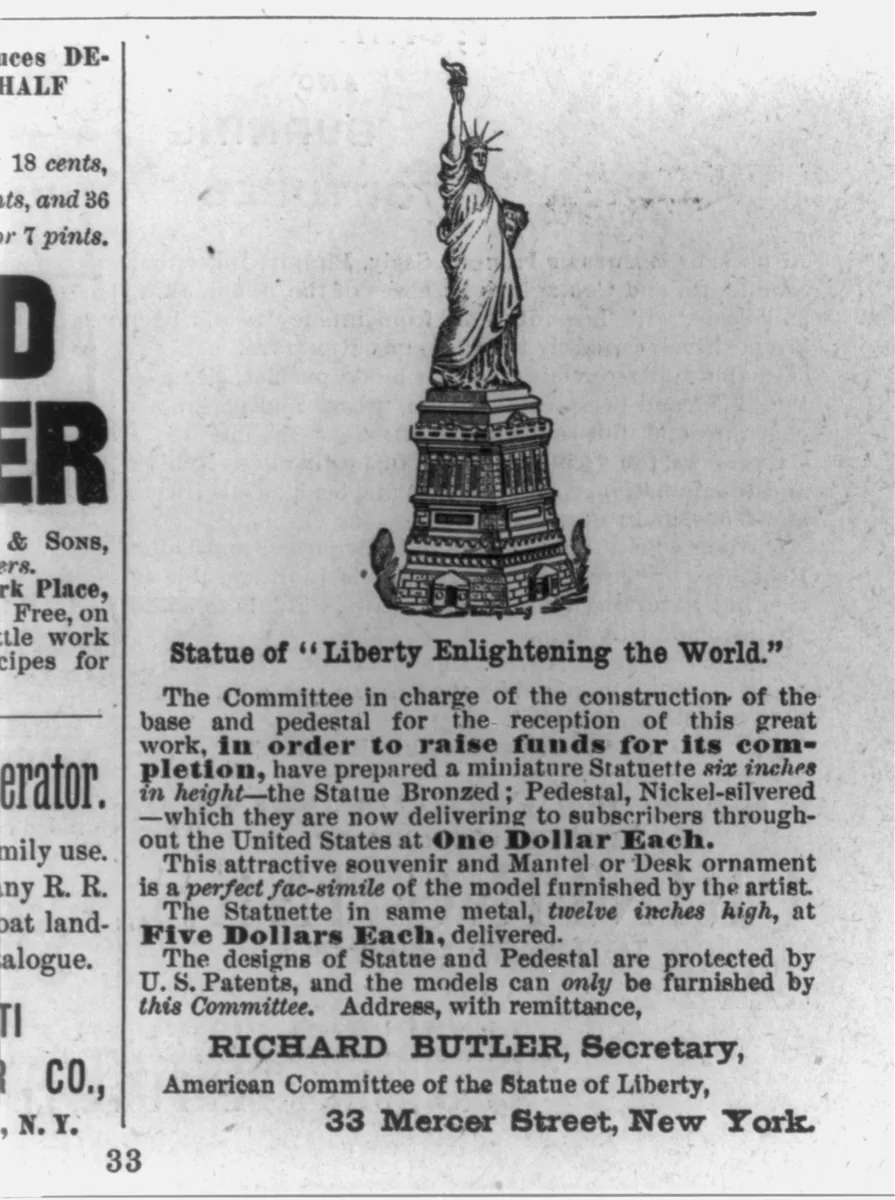 uces DE-
HALF
18 cents,
nts, and 36
or 7 pints.
D
ER
& SONS,
ers.
rk Place,
Free, on
ttle work
cipes for
erator.
mily use.
any R. R.
oat land-
alogue.
TI
R CO.,
, N. Y.
Statue of "Liberty Enlightening the World."
The Committee in charge of the construction of the
base and pedestal for the reception of this great
work, in order to raise funds for its com-
pletion, have prepared a miniature Statuette six inches
in height—the Statue Bronzed; Pedestal, Nickel-silvered
—which they are now delivering to subscribers through-
out the United States at One Dollar Each.
This attractive souvenir and Mantel or Desk ornament
is a perfect fac-simile of the model furnished by the artist.
The Statuette in same metal, twelve inches high, at
Five Dollars Each, delivered.
The designs of Statue and Pedestal are protected by
U. S. Patents, and the models can only be furnished by
this Committee. Address, with remittance,
RICHARD BUTLER, Secretary,
American Committee of the Statue of Liberty,
33 Mercer Street, New York.
33